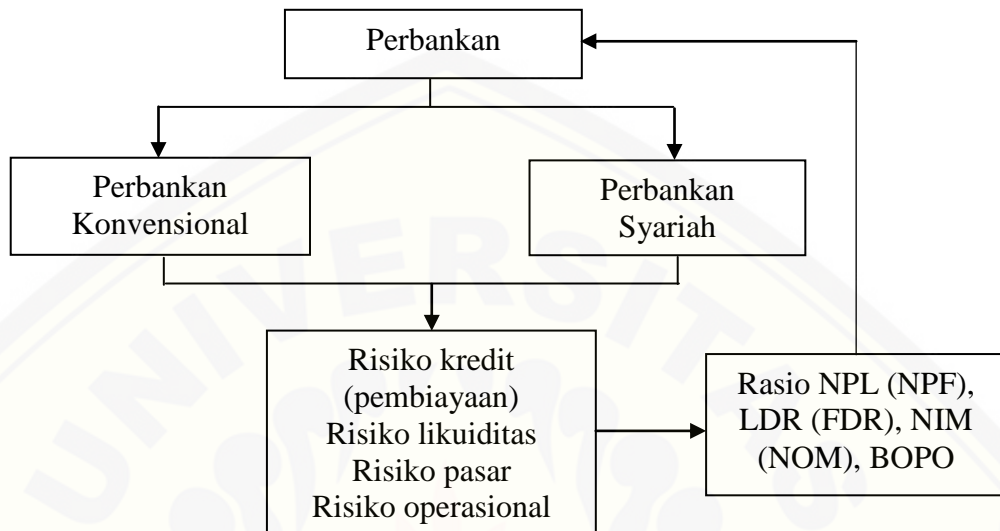 Perbankan
Perbankan
Konvensional
Perbankan
Syariah
Risiko kredit
(pembiayaan)
Risiko likuiditas
Risiko pasar
Risiko operasional
Rasio NPL (NPF),
LDR (FDR), NIM
(NOM), BOPO
UNIVERSITAS